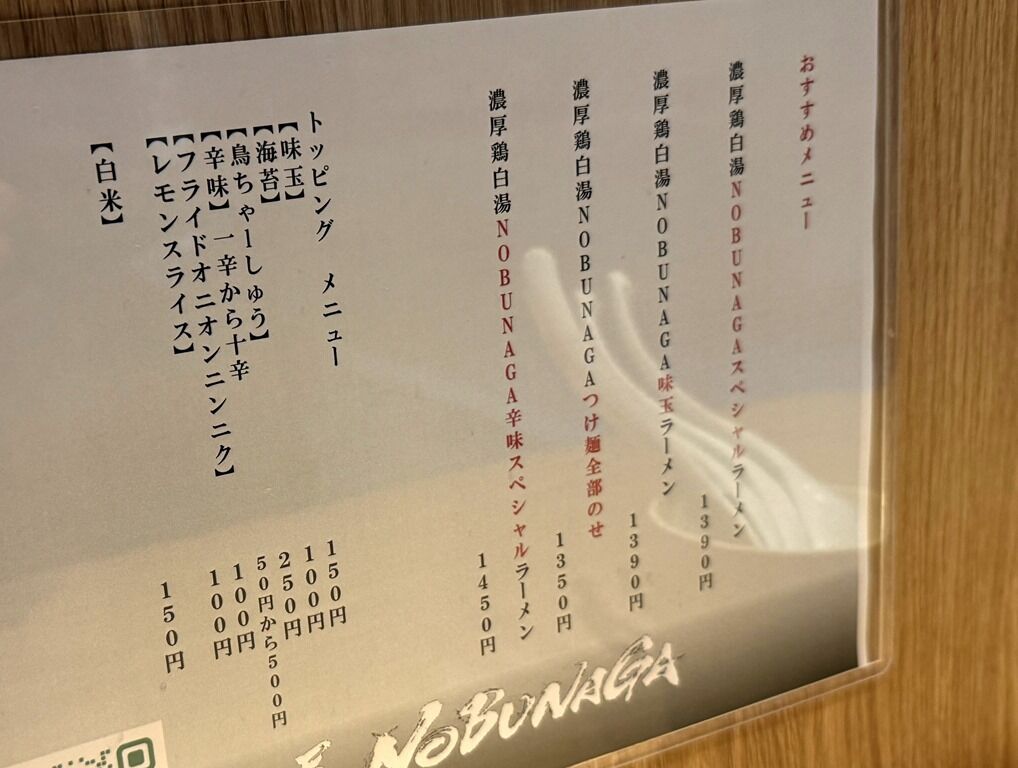 おすすめメニュー
濃厚鶏白湯NOBUNAGAスペシャルラーメン
1390円
濃厚鶏白湯NOBUNAGA味玉ラーメン
1390円
濃厚鶏白湯NOBUNAGAつけ麺全部のせ
1350円
濃厚鶏白湯NOBUNAGA辛味スペシャルラーメン
1450円
トッピング メニュー
【味玉】
150円
【海苔】
100円
【鳥ちゃーしゅう】
250円
【辛味】一辛から十辛
50円から500円
【フライドオニオンニンニク】
100円
【レモンスライス】
100円
【白米】
150円
NOBUNAGA